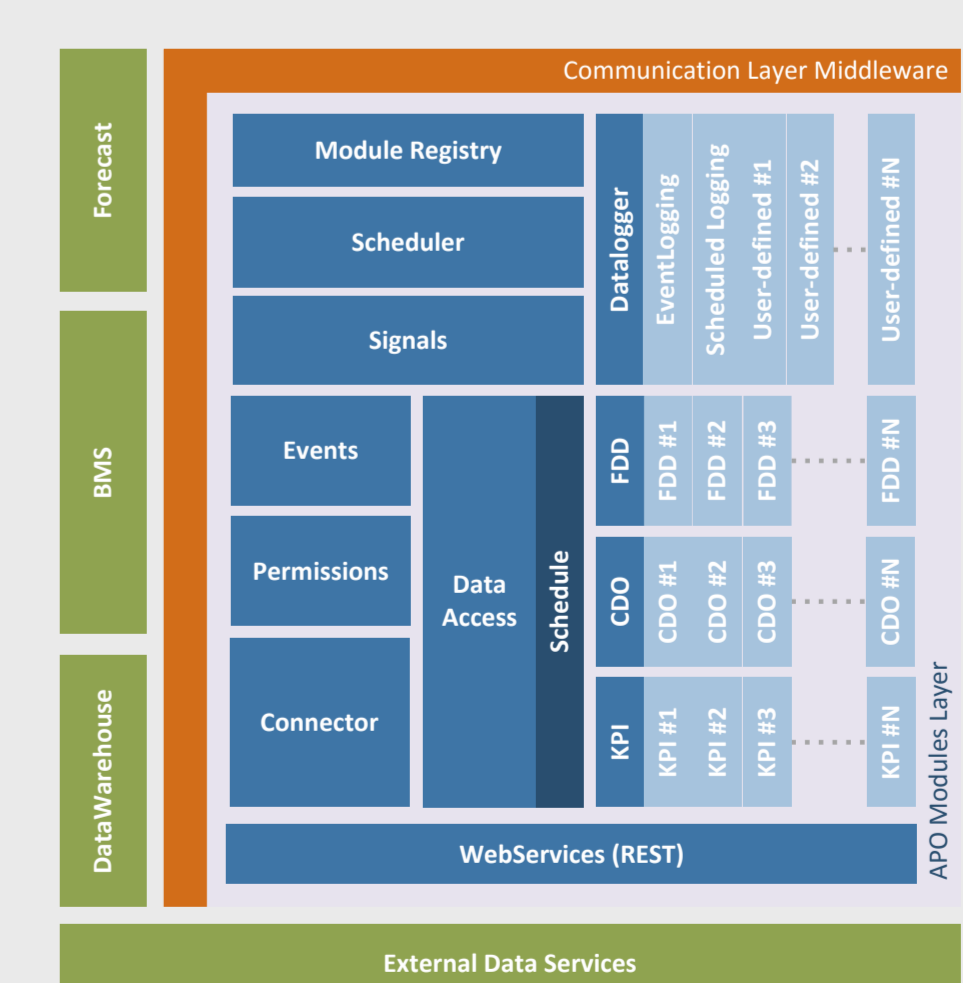 Communication Layer Middleware
Forecast
BMS
DataWarehouse
Module Registry
Scheduler
Signals
Events
Permissions
Connector
Data
Access
Schedule
Datalogger
EventLogging
Scheduled Logging
User-defined #1
User-defined #2
User-defined #N
FDD
FDD #1
FDD #2
FDD #3
FDD #N
CDO
CDO #1
CDO #2
CDO #3
CDO #N
KPI
KPI #1
KPI #2
KPI #3
KPI #N
APO Modules Layer
WebServices (REST)
External Data Services